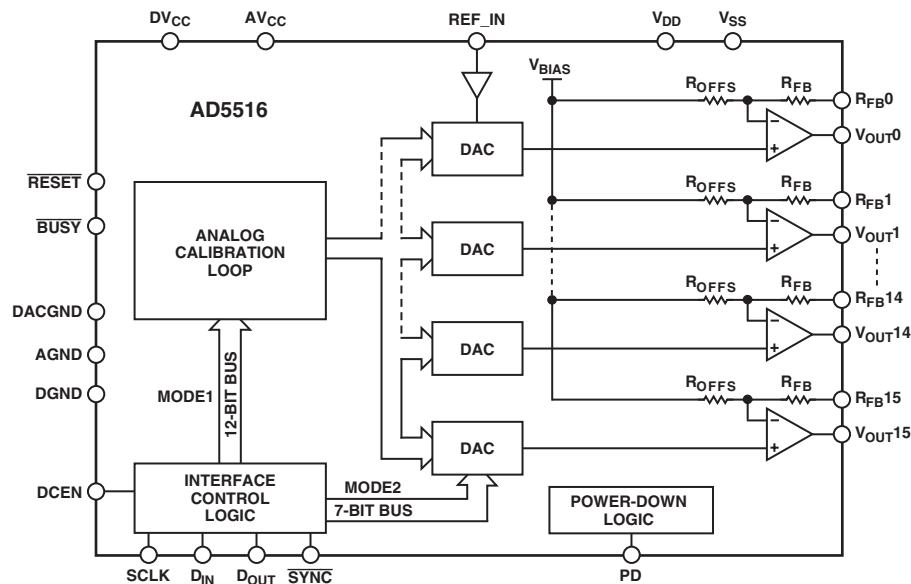 DVCC
AVCC
REF_IN
VDD
VSS
AD5516
VBIAS
ROFFS
RFB
RFB0
VOUT0
DAC
RESET
BUSY
ANALOG
CALIBRATION
LOOP
ROFFS
RFB
RFB1
VOUT1
DAC
DACGND
AGND
DGND
ROFFS
RFB
RFB14
VOUT14
DAC
MODE1
12-BIT BUS
ROFFS
RFB
RFB15
VOUT15
DAC
DCEN
INTERFACE
CONTROL
LOGIC
MODE2
7-BIT BUS
POWER-DOWN
LOGIC
SCLK
DIN
DOUT
SYNC
PD